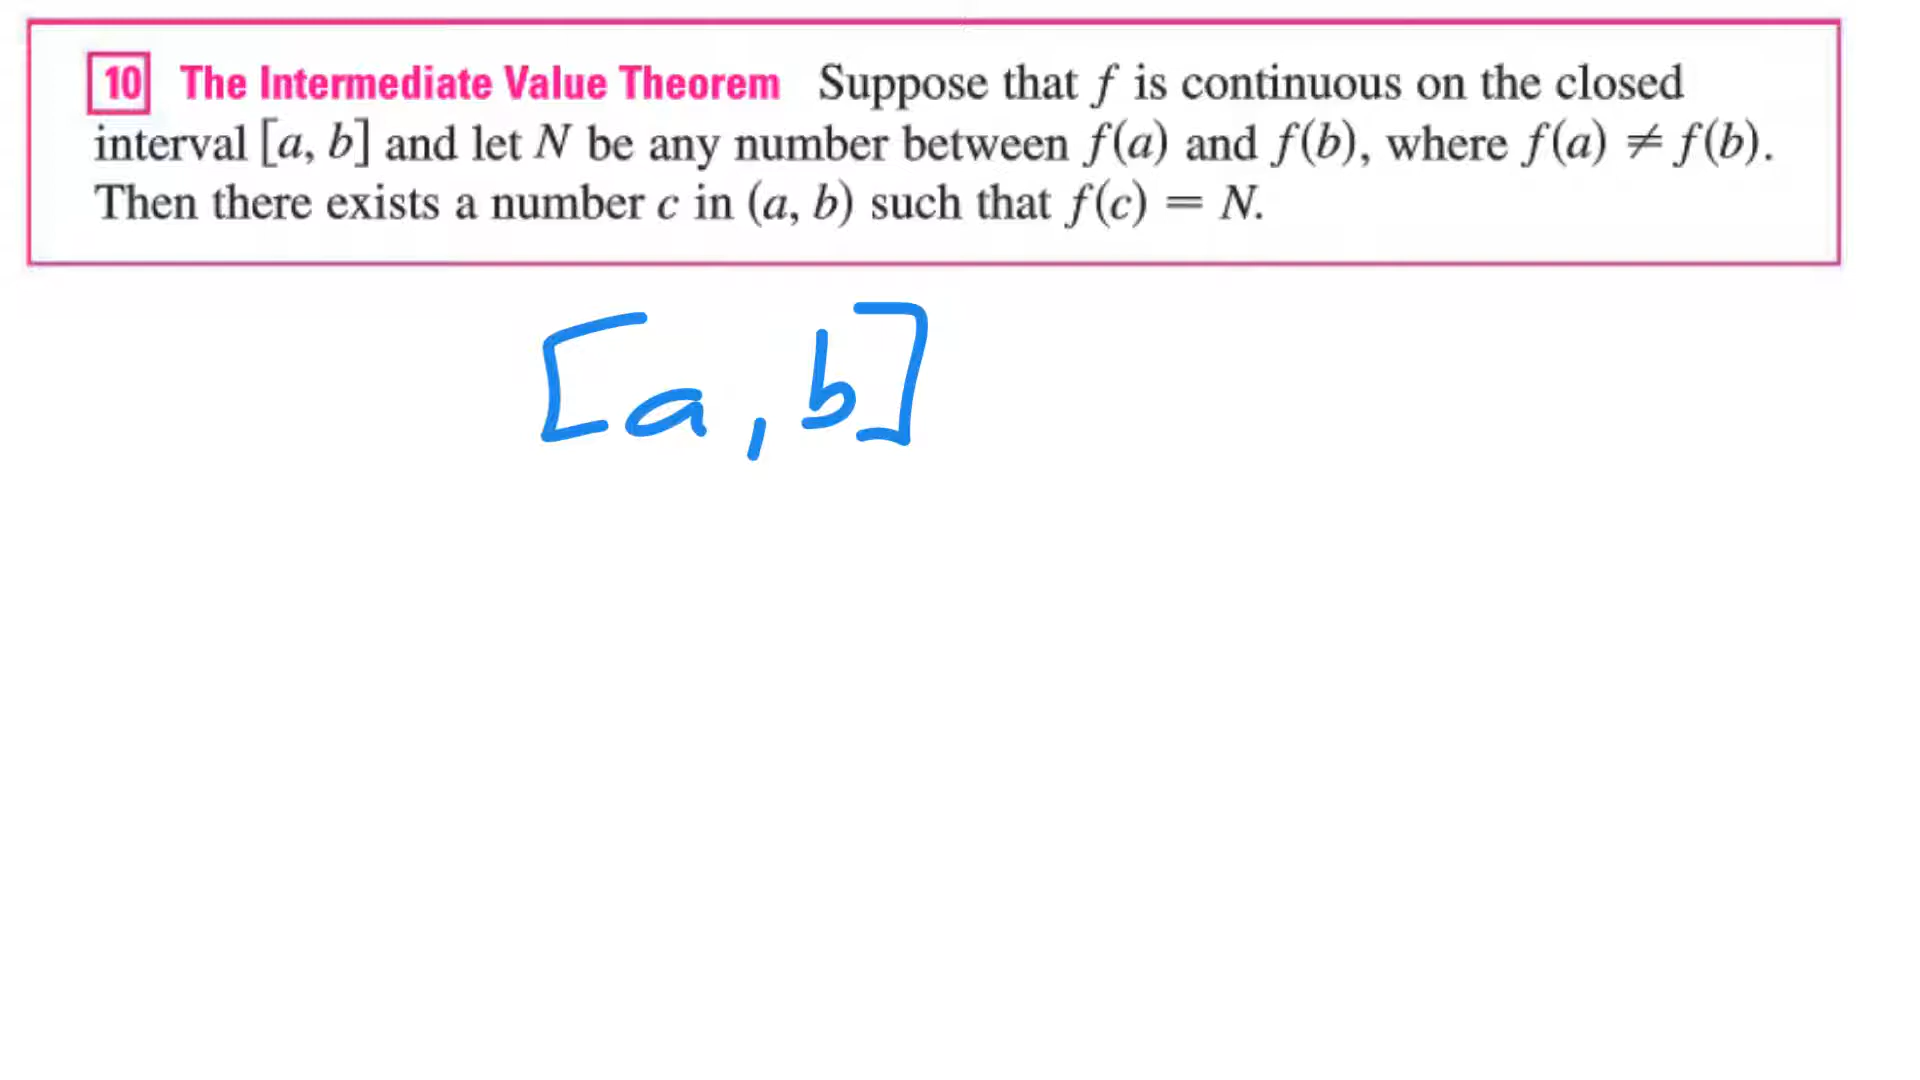 10 The Intermediate Value Theorem Suppose that f is continuous on the closed
interval [a, b] and let N be any number between f(a) and f(b), where f(a) ≠ f(b).
Then there exists a number c in (a, b) such that f(c) = N.
[a, b]